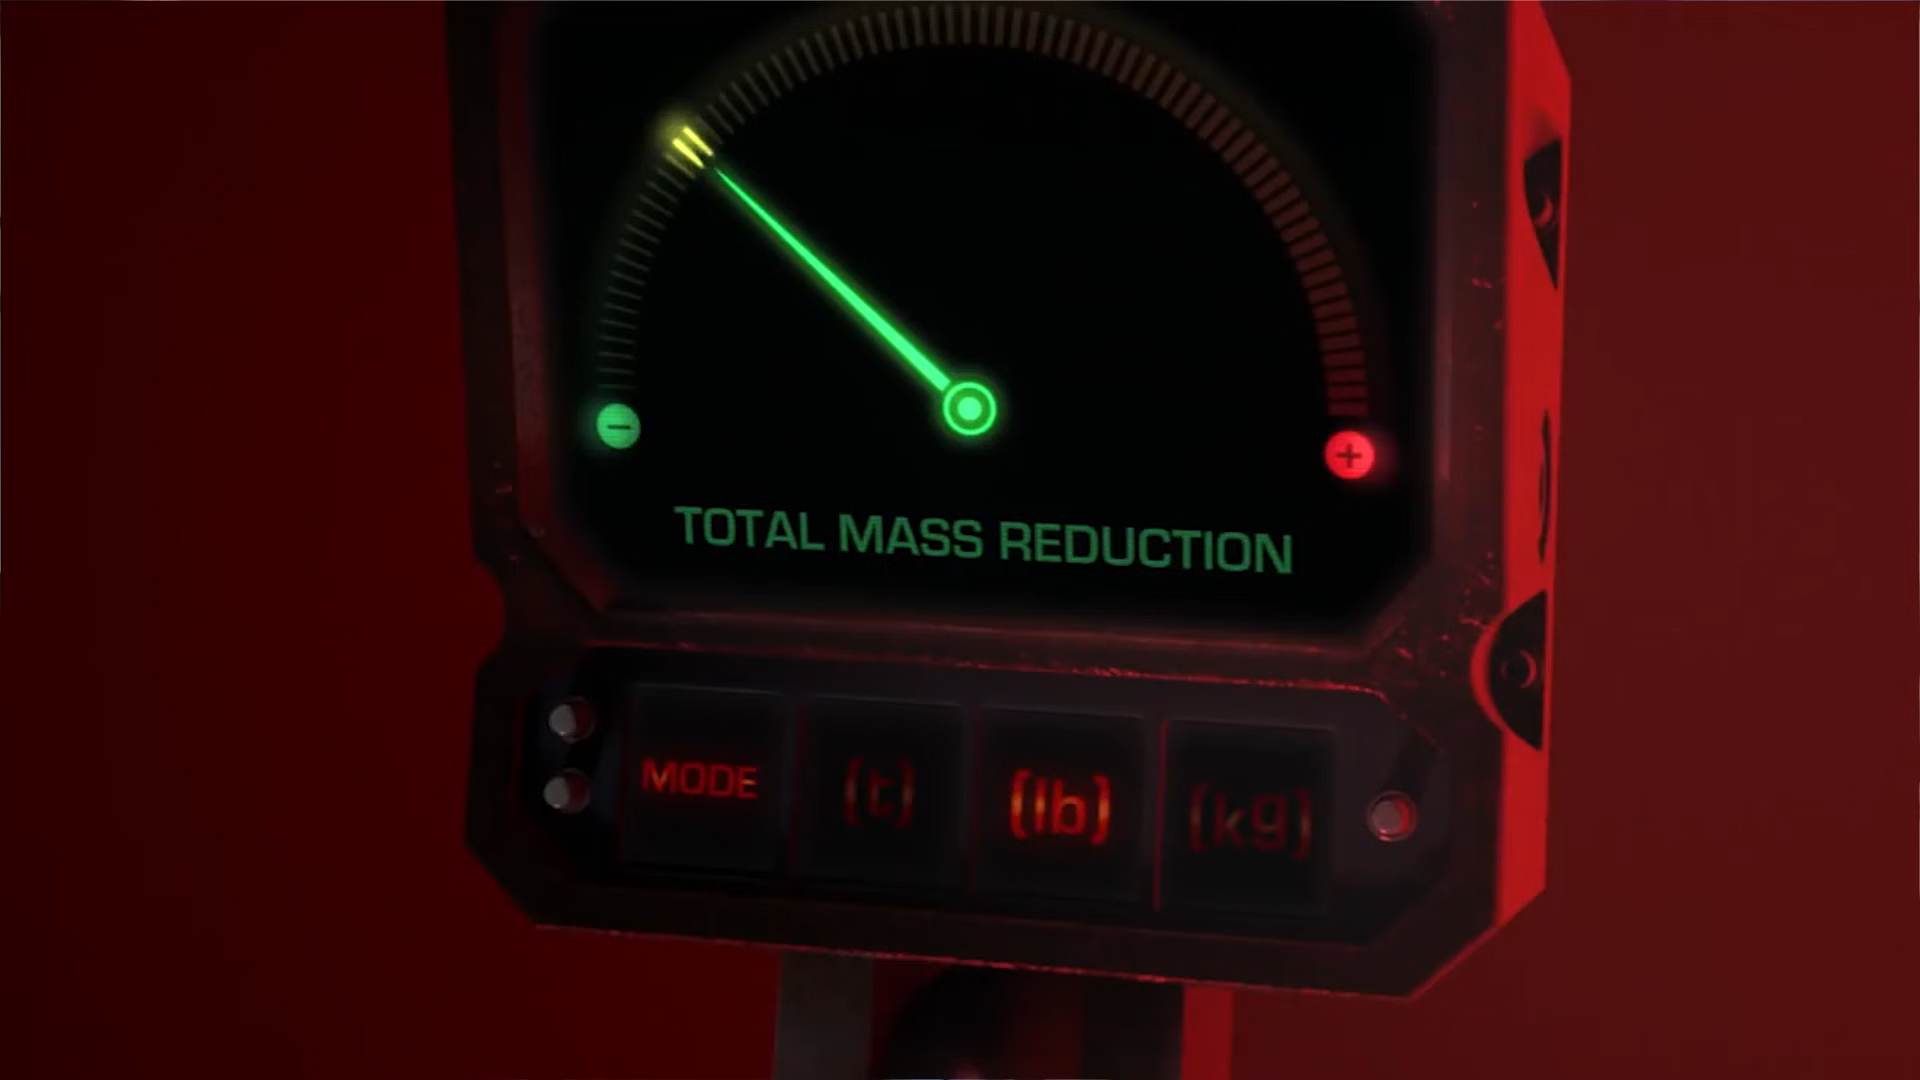 −
+
TOTAL MASS REDUCTION
MODE
(t)
(lb)
(kg)